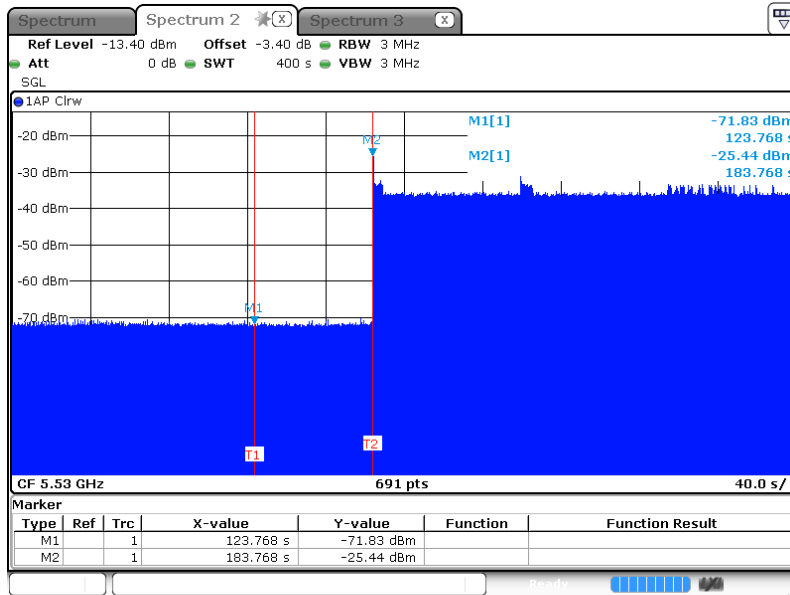 Spectrum Spectrum 2 X Spectrum 3 X
Ref Level -13.40 dBm Offset -3.40 dB RBW 3 MHz
Att 0 dB SWT 400 s VBW 3 MHz
SGL
1AP Clrw
M1[1] -71.83 dBm
123.768 s
M2[1] -25.44 dBm
183.768 s
-20 dBm
M2
-30 dBm
-40 dBm
-50 dBm
-60 dBm
M1
-70 dBm
T1
T2
CF 5.53 GHz 691 pts 40.0 s/
Marker
Type Ref Trc X-value Y-value Function Function Result
M1 1 123.768 s -71.83 dBm
M2 1 183.768 s -25.44 dBm
Ready